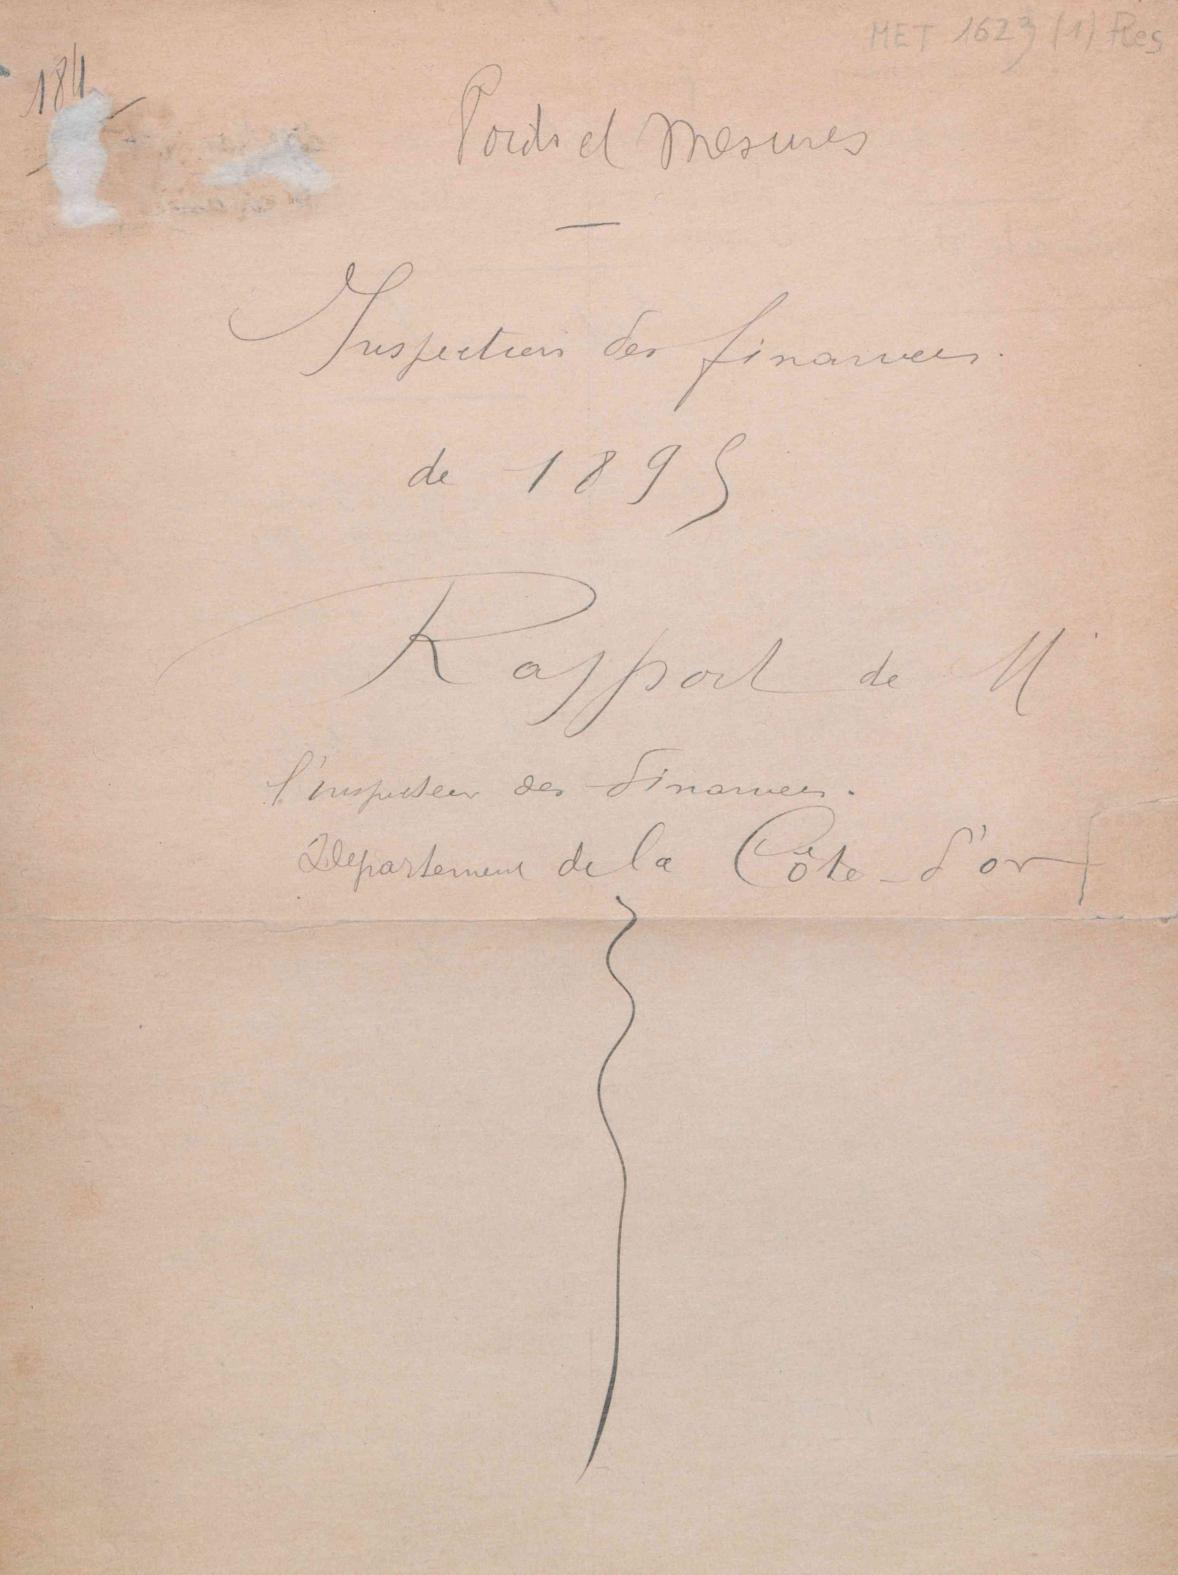 MET 1623 (1) Res
Poids et Mesures
Inspection des finances.
de 1895
Rapport de M
l'inspecteur des finances.
Département de la Côte-d'or